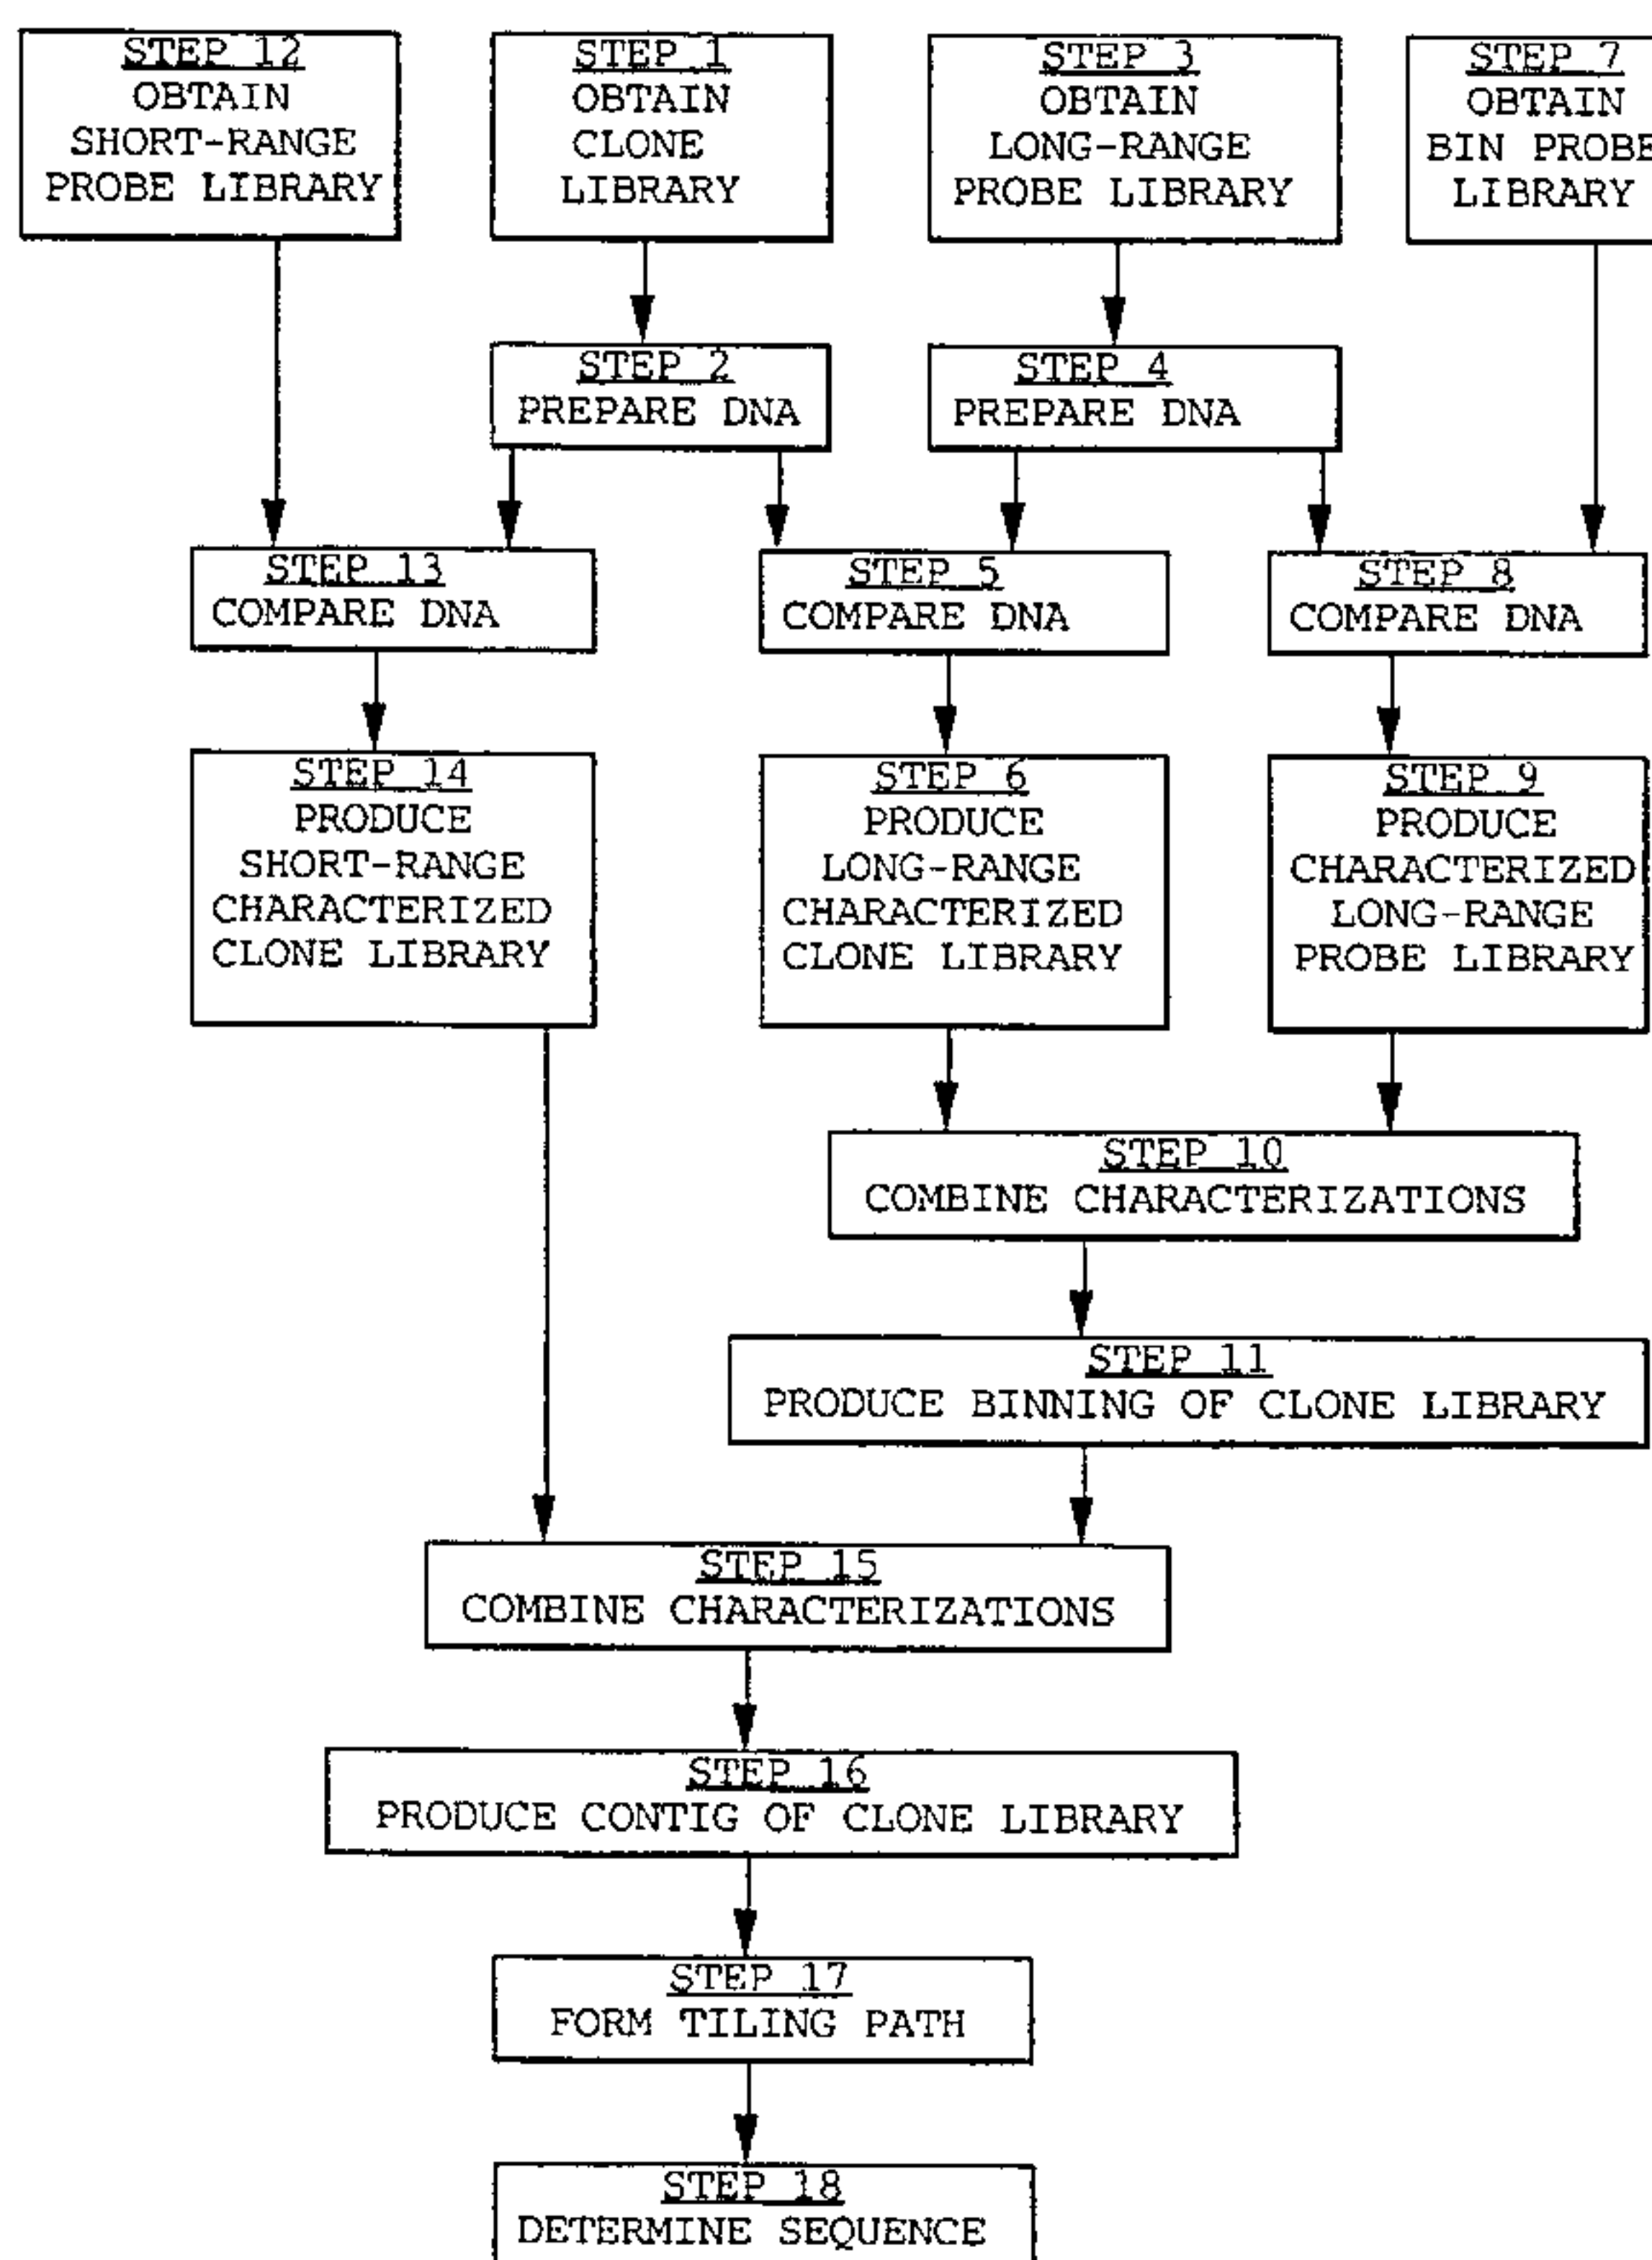 STEP 12
OBTAIN
SHORT-RANGE
PROBE LIBRARY
STEP 1
OBTAIN
CLONE
LIBRARY
STEP 3
OBTAIN
LONG-RANGE
PROBE LIBRARY
STEP 7
OBTAIN
BIN PROBE
LIBRARY
STEP 2
PREPARE DNA
STEP 4
PREPARE DNA
STEP 13
COMPARE DNA
STEP 5
COMPARE DNA
STEP 8
COMPARE DNA
STEP 14
PRODUCE
SHORT-RANGE
CHARACTERIZED
CLONE LIBRARY
STEP 6
PRODUCE
LONG-RANGE
CHARACTERIZED
CLONE LIBRARY
STEP 9
PRODUCE
CHARACTERIZED
LONG-RANGE
PROBE LIBRARY
STEP 10
COMBINE CHARACTERIZATIONS
STEP 11
PRODUCE BINNING OF CLONE LIBRARY
STEP 15
COMBINE CHARACTERIZATIONS
STEP 16
PRODUCE CONTIG OF CLONE LIBRARY
STEP 17
FORM TILING PATH
STEP 18
DETERMINE SEQUENCE